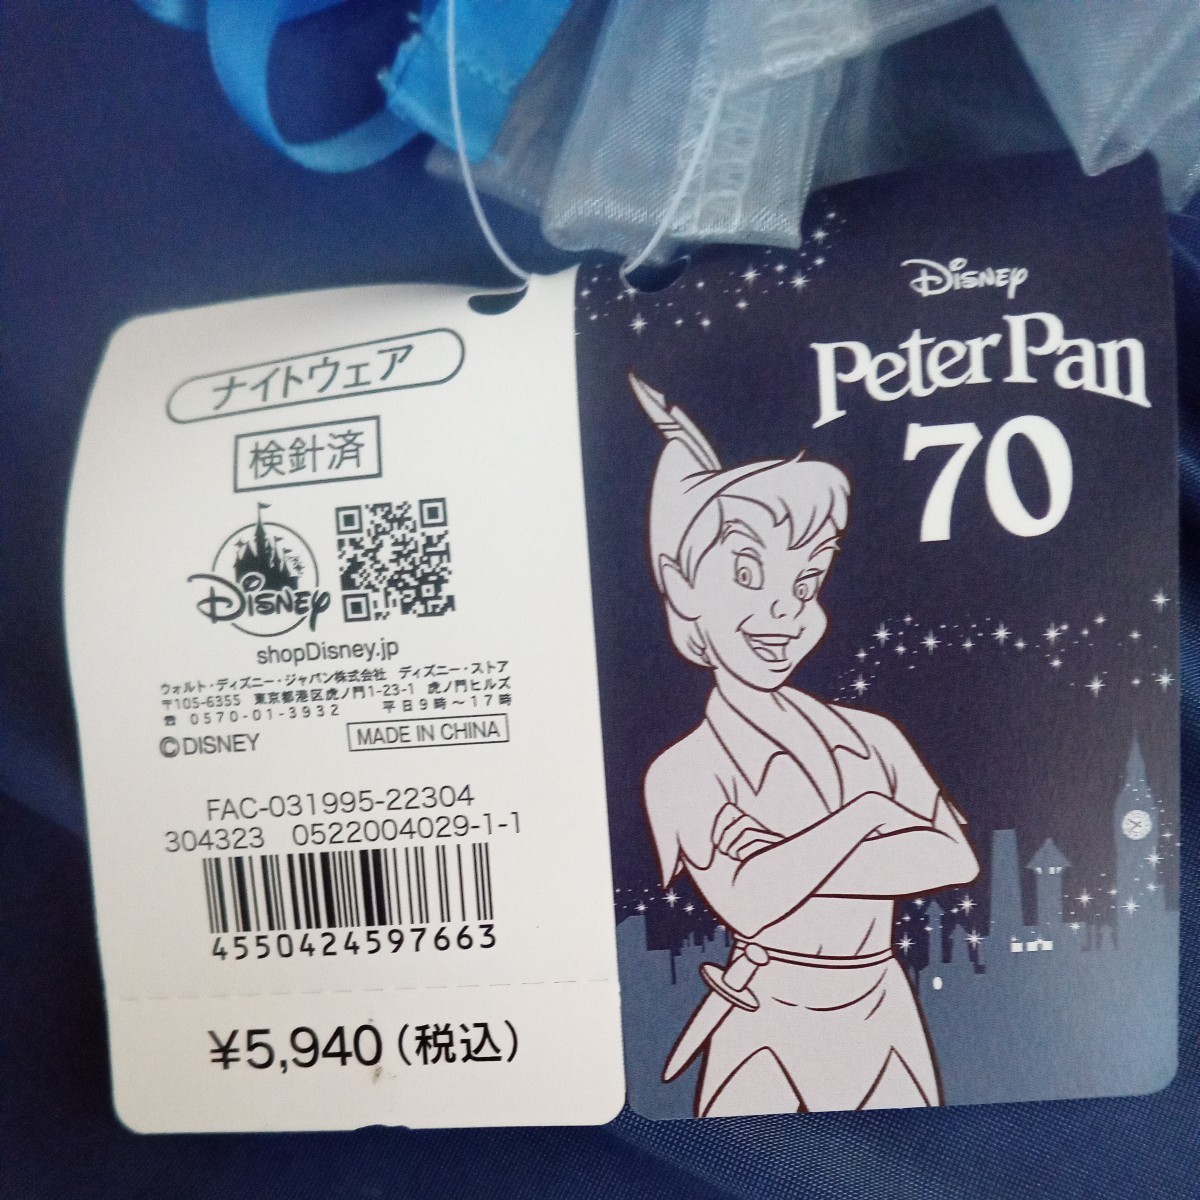 ナイトウェア
検針済
Disney
shopDisney.jp
ウォルト・ディズニー・ジャパン株式会社 ディズニー・ストア
〒105-6355 東京都港区虎ノ門1-23-1 虎ノ門ヒルズ
☎ 0570-01-3932 平日9時～17時
©DISNEY
MADE IN CHINA
FAC-031995-22304
304323 0522004029-1-1
4550424597663
¥5,940(税込)
Disney
Peter Pan
70